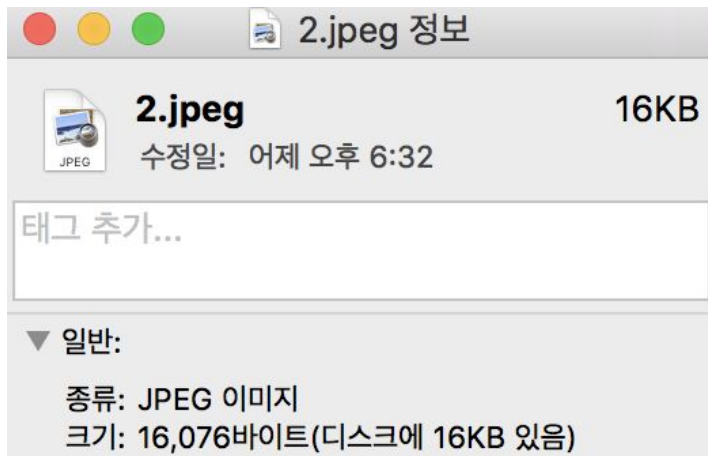 2.jpeg 정보
2.jpeg 16KB
JPEG
수정일: 어제 오후 6:32
태그 추가...
일반:
종류: JPEG 이미지
크기: 16,076바이트(디스크에 16KB 있음)